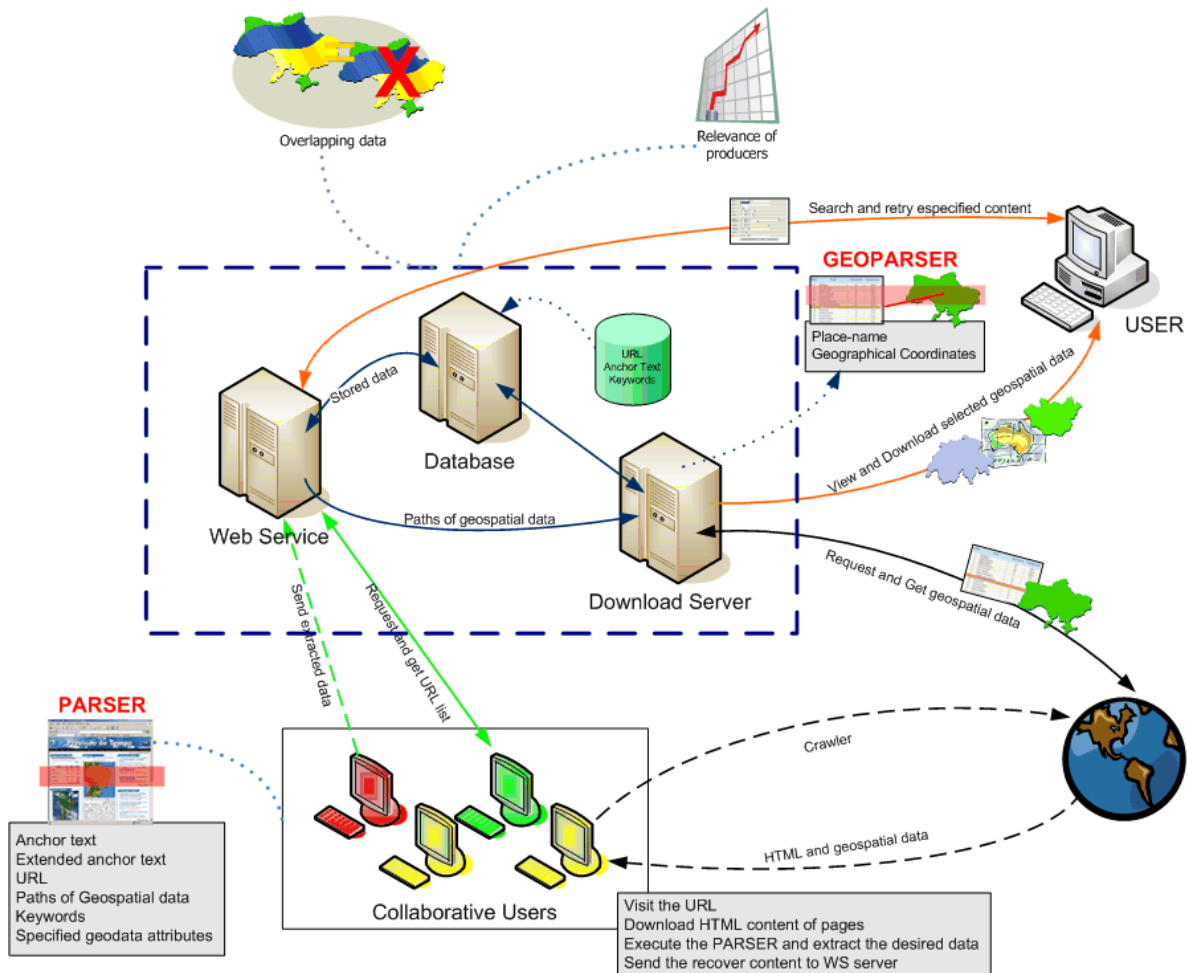 Overlapping data
Relevance of
producers
Search and retry especified content
GEOPARSER
Place-name
Geographical Coordinates
USER
URL
Anchor Text
Keywords
Stored data
Database
View and Download selected geospatial data
Web Service
Paths of geospatial data
Download Server
Request and Get geospatial data
Send extracted data
Request and get URL list
PARSER
Anchor text
Extended anchor text
URL
Paths of Geospatial data
Keywords
Specified geodata attributes
Crawler
HTML and geospatial data
Collaborative Users
Visit the URL
Download HTML content of pages
Execute the PARSER and extract the desired data
Send the recover content to WS server